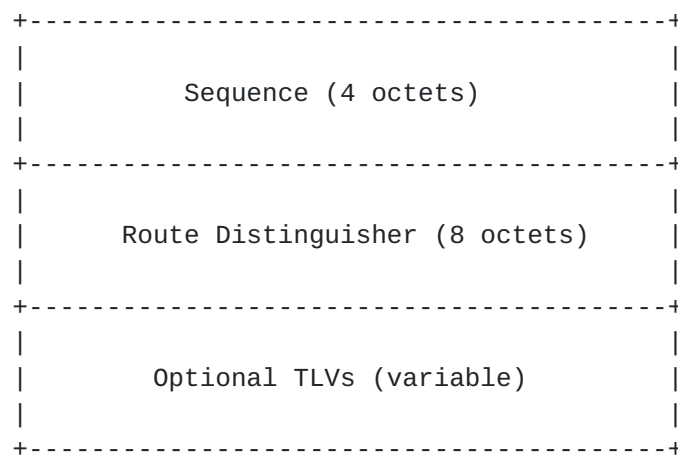 Sequence (4 octets)
Route Distinguisher (8 octets)
Optional TLVs (variable)